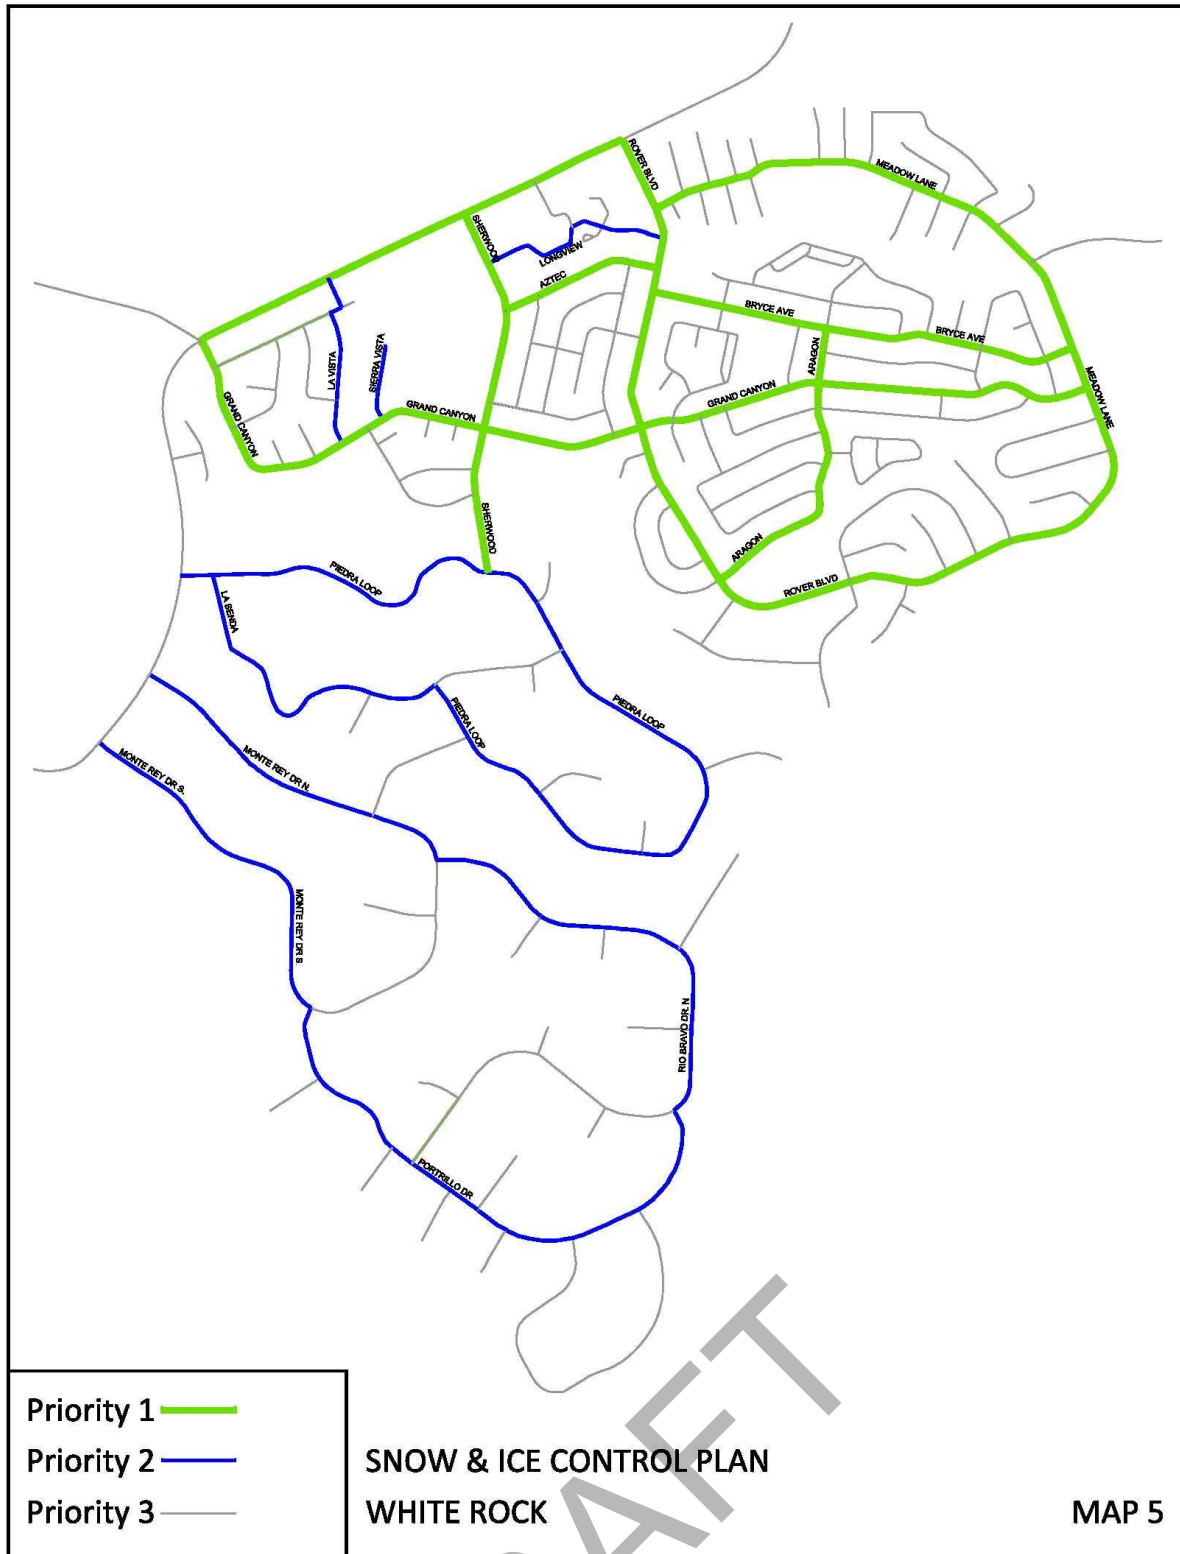 ROVER BLVD
MEADOW LANE
SHERWOOD
LONGVIEW
AZTEC
BRYCE AVE
BRYCE AVE
ARAGON
LA VISTA
SIERRA VISTA
MEADOW LANE
GRAND CANYON
GRAND CANYON
GRAND CANYON
SHERWOOD
ARAGON
PIEDRA LOOP
ROVER BLVD
LA SENDA
PIEDRA LOOP
PIEDRA LOOP
MONTE REY DR N.
MONTE REY DR S.
MONTE REY DR S.
RIO BRAVO DR. N
PORTRILLO DR
Priority 1
Priority 2
Priority 3
SNOW & ICE CONTROL PLAN
WHITE ROCK
MAP 5
DRAFT